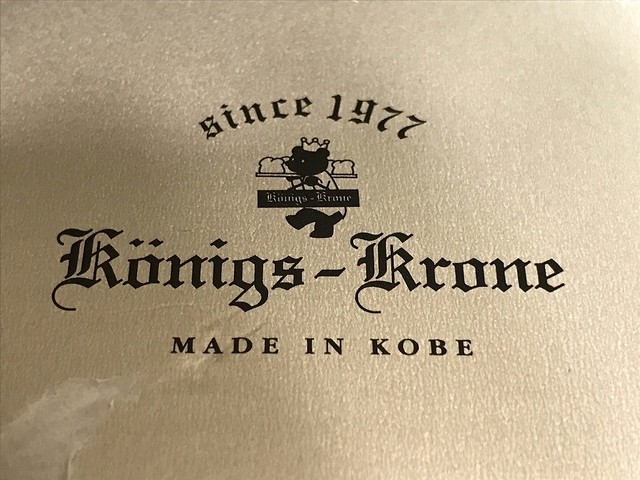 since 1977
Königs-Krone
Königs-Krone
MADE IN KOBE